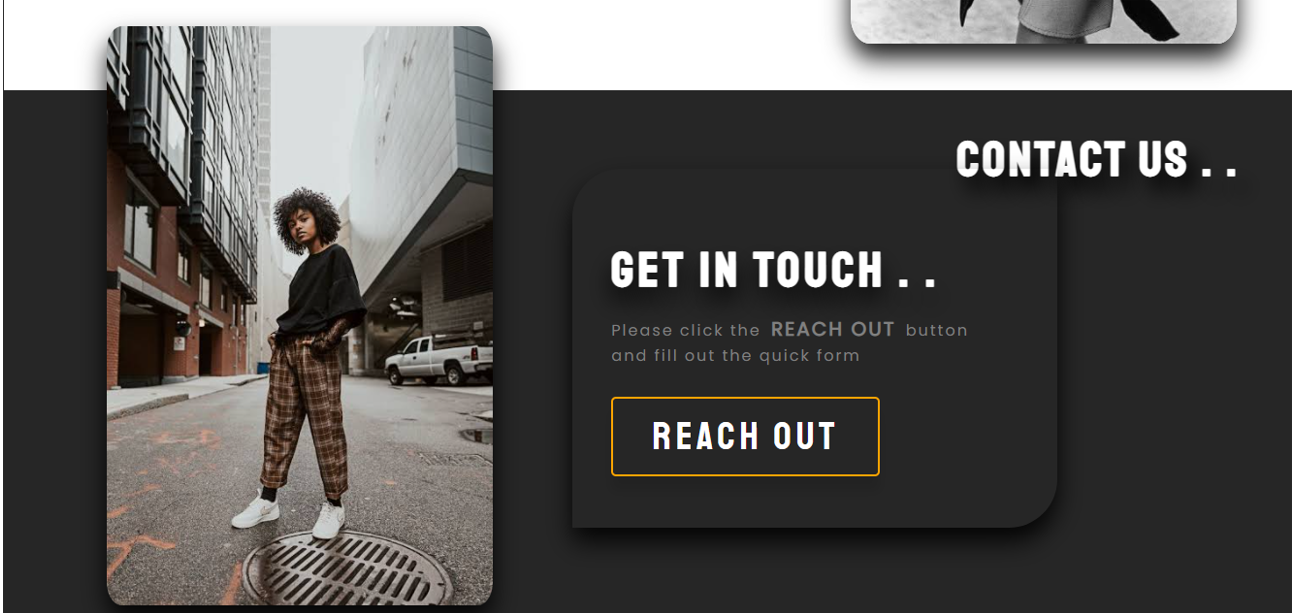 CONTACT US . .
GET IN TOUCH . .
Please click the REACH OUT button
and fill out the quick form
REACH OUT